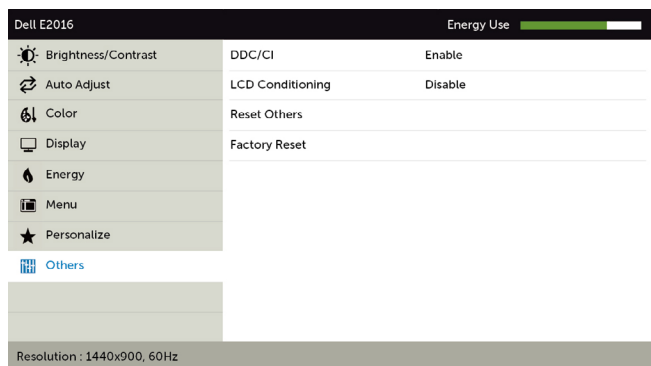 Dell E2016 Energy Use
Brightness/Contrast DDC/CI Enable
Auto Adjust LCD Conditioning Disable
Color Reset Others
Display Factory Reset
Energy
Menu
Personalize
Others
Resolution : 1440x900, 60Hz